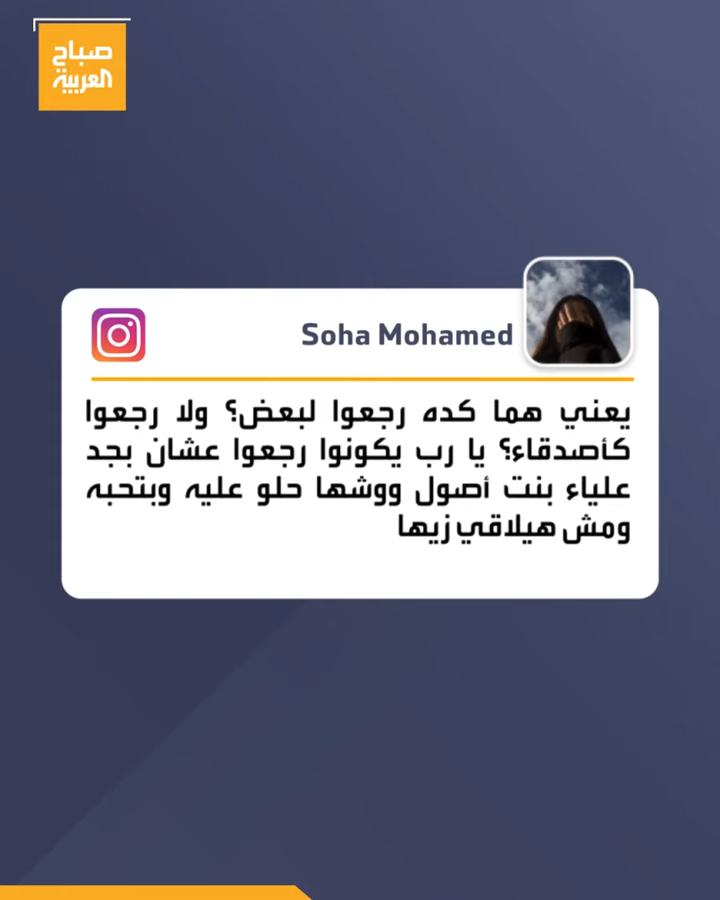 صباح
العربية
Soha Mohamed
يعني هما كده رجعوا لبعض؟ ولا رجعوا
كأصدقاء؟ يا رب يكونوا رجعوا عشان بجد
علياء بنت أصول ووشها حلو عليه وبتحبه
ومش هيلاقي زيها